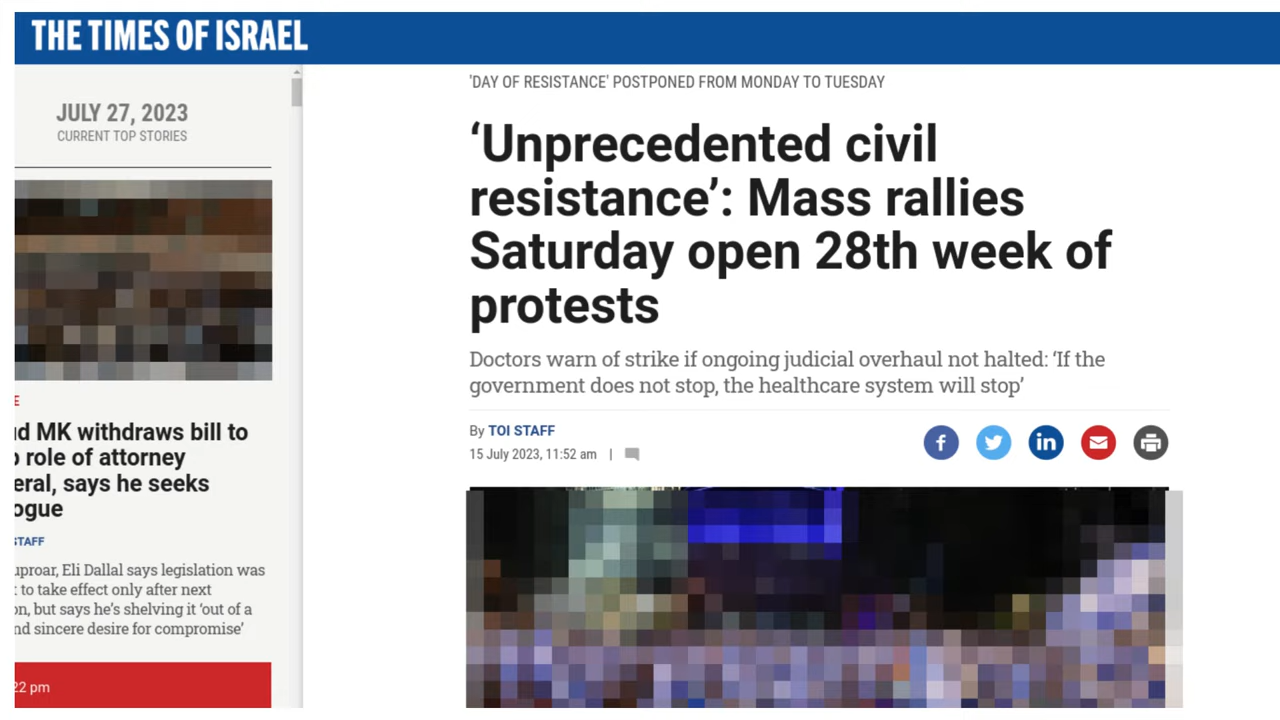 THE TIMES OF ISRAEL
JULY 27, 2023
CURRENT TOP STORIES
MK withdraws bill to
role of attorney
says he seeks
STAFF
uproar, Eli Dallal says legislation was
to take effect only after next
but says he's shelving it ‘out of a
sincere desire for compromise’
pm
'DAY OF RESISTANCE' POSTPONED FROM MONDAY TO TUESDAY
‘Unprecedented civil
resistance’: Mass rallies
Saturday open 28th week of
protests
Doctors warn of strike if ongoing judicial overhaul not halted: ‘If the
government does not stop, the healthcare system will stop’
By TOI STAFF
15 July 2023, 11:52 am |
f
in